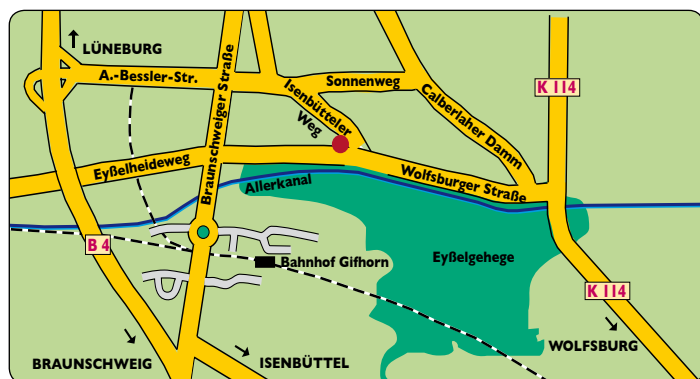 LÜNEBURG
A.-Bessler-Str.
Braunschweiger Straße
Isenbütteler
Weg
Sonnenweg
Calberlaher Damm
K 114
Eyßelheideweg
Allerkanal
Wolfsburger Straße
B 4
Bahnhof Gifhorn
Eyßelgehege
K 114
BRAUNSCHWEIG
ISENBÜTTEL
WOLFSBURG